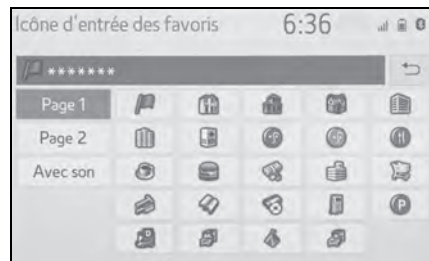 Icône d'entrée des favoris 6:36
*******
Page 1
Page 2
Avec son